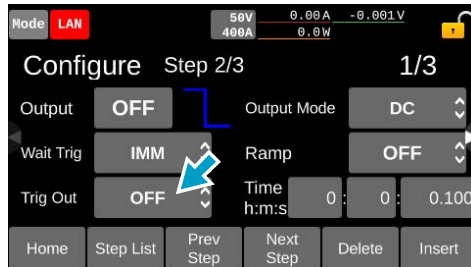 Mode LAN 50V 0.00A -0.001V
400A 0.0W
Configure Step 2/3 1/3
Output OFF Output Mode DC
Wait Trig IMM Ramp OFF
Trig Out OFF Time h:m:s 0 : 0 : 0.100
Home Step List Prev Step Next Step Delete Insert